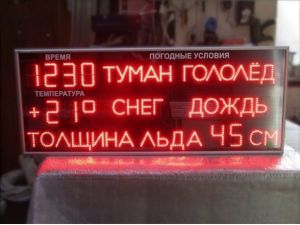 ВРЕМЯ ПОГОДНЫЕ УСЛОВИЯ
1230 ТУМАН ГОЛОЛЁД
ТЕМПЕРАТУРА
+21° СНЕГ ДОЖДЬ
ТОЛЩИНА ЛЬДА 45 СМ